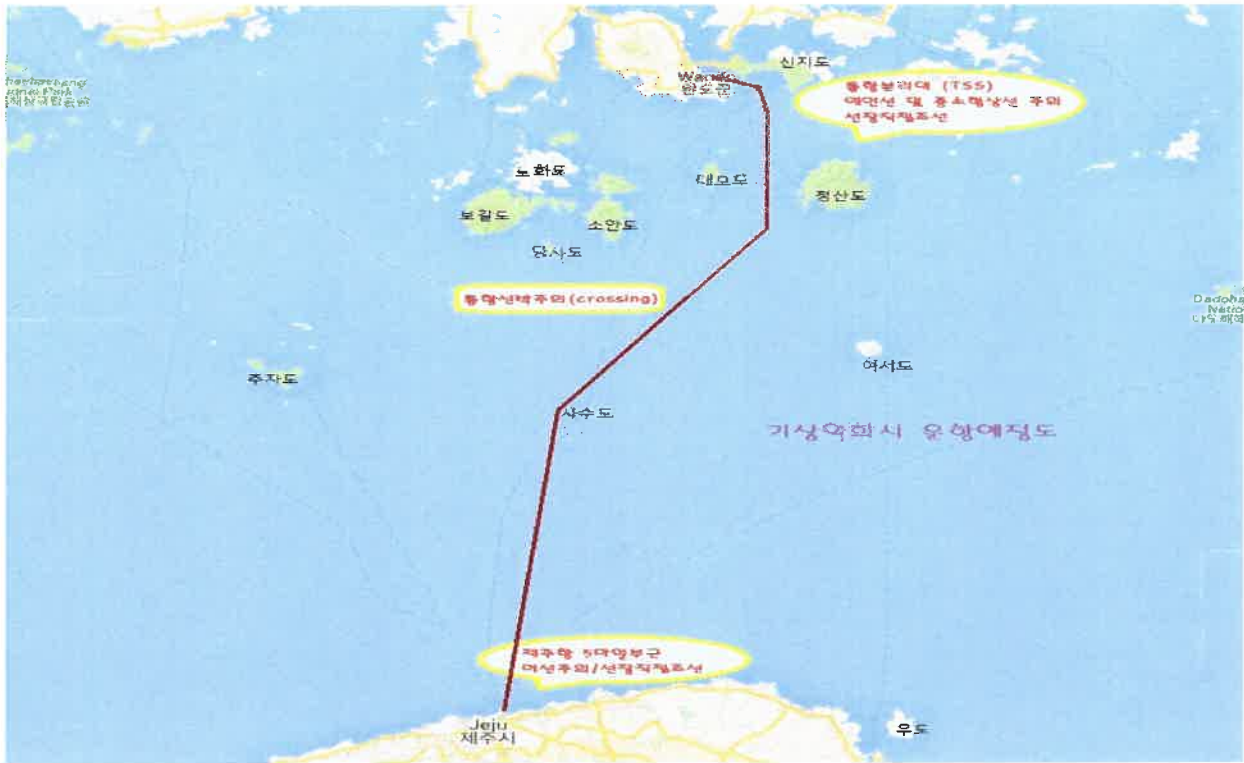 신지도
Wando
완도군
통항분리대 (TSS)
예인선 및 중소형상선 주의
선장직접조선
노화도
대모도
청산도
보길도
소안도
당사도
통항선박주의(crossing)
Nation
여서도
추자도
사수도
기상악화시 운항예정도
제주항 5마일부근
어선주의/선장직접조선
Jeju
제주시
우도